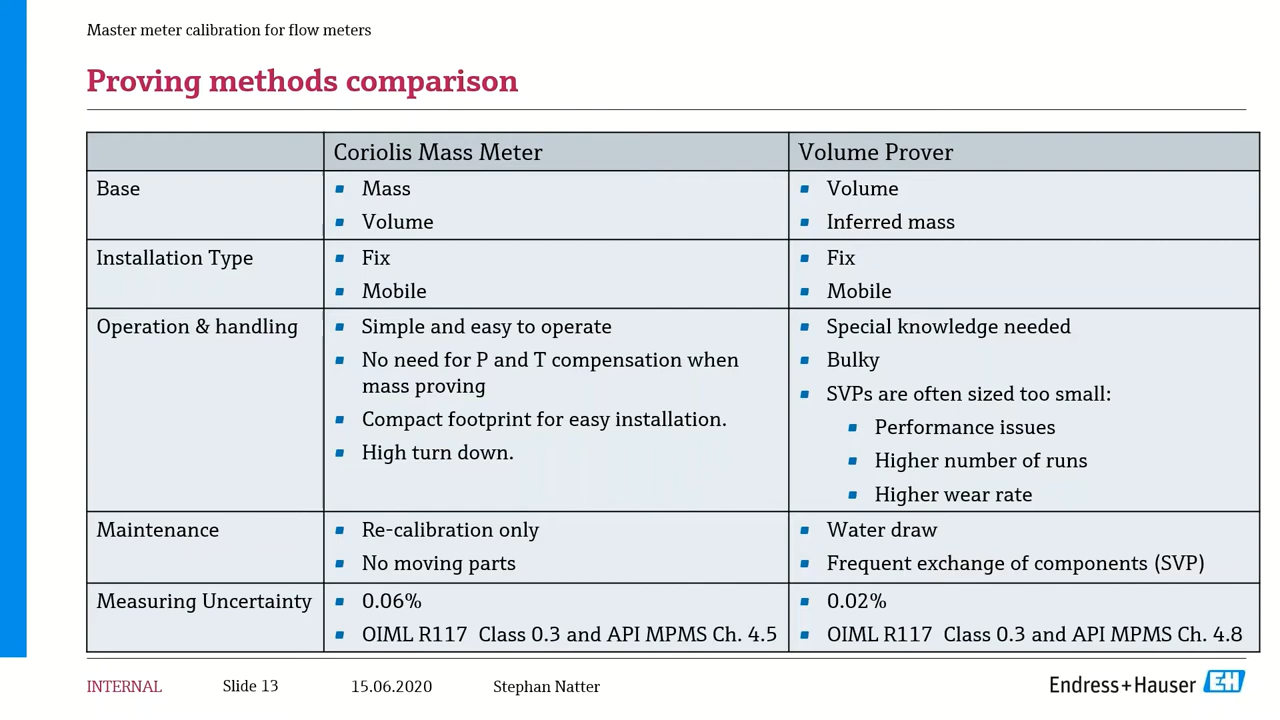 Master meter calibration for flow meters
Proving methods comparison
Coriolis Mass Meter
Volume Prover
Base
Mass
Volume
Volume
Inferred mass
Installation Type
Fix
Mobile
Fix
Mobile
Operation & handling
Simple and easy to operate
No need for P and T compensation when
mass proving
Compact footprint for easy installation.
High turn down.
Special knowledge needed
Bulky
SVPs are often sized too small:
Performance issues
Higher number of runs
Higher wear rate
Maintenance
Re-calibration only
No moving parts
Water draw
Frequent exchange of components (SVP)
Measuring Uncertainty
0.06%
OIML R117 Class 0.3 and API MPMS Ch. 4.5
0.02%
OIML R117 Class 0.3 and API MPMS Ch. 4.8
INTERNAL Slide 13 15.06.2020 Stephan Natter
Endress+Hauser EH